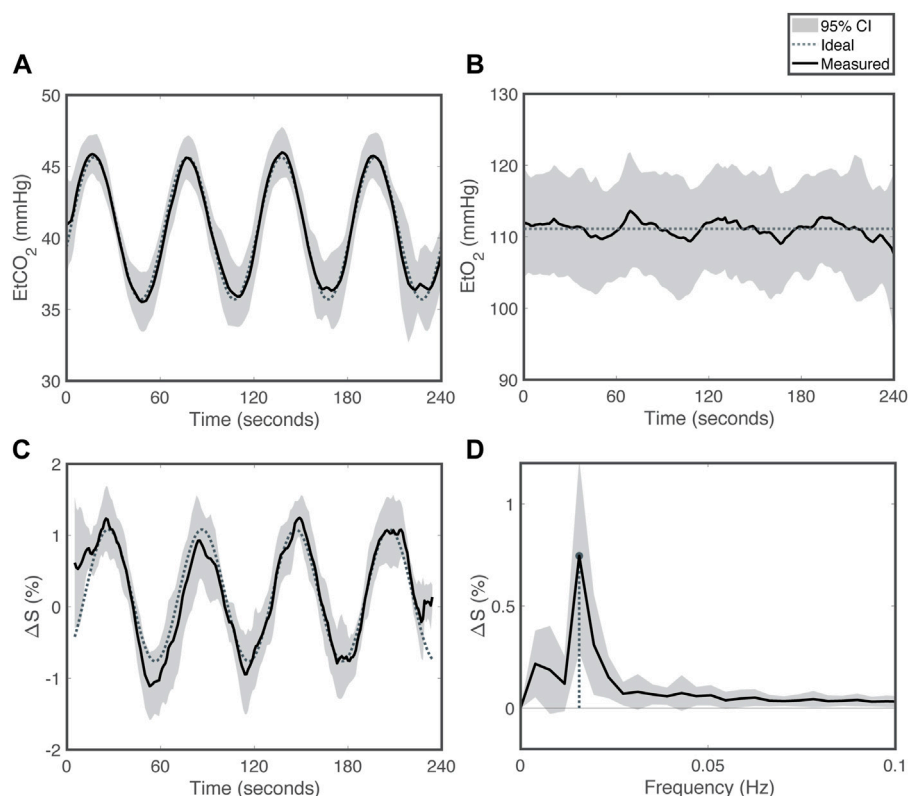 95% CI
Ideal
Measured
A
B
50
45
40
35
30
EtCO2 (mmHg)
0
60
120
180
240
Time (seconds)
130
120
110
100
90
EtO2 (mmHg)
0
60
120
180
240
Time (seconds)
C
D
2
1
0
-1
-2
ΔS (%)
0
60
120
180
240
Time (seconds)
1
0.5
0
ΔS (%)
0
0.05
0.1
Frequency (Hz)